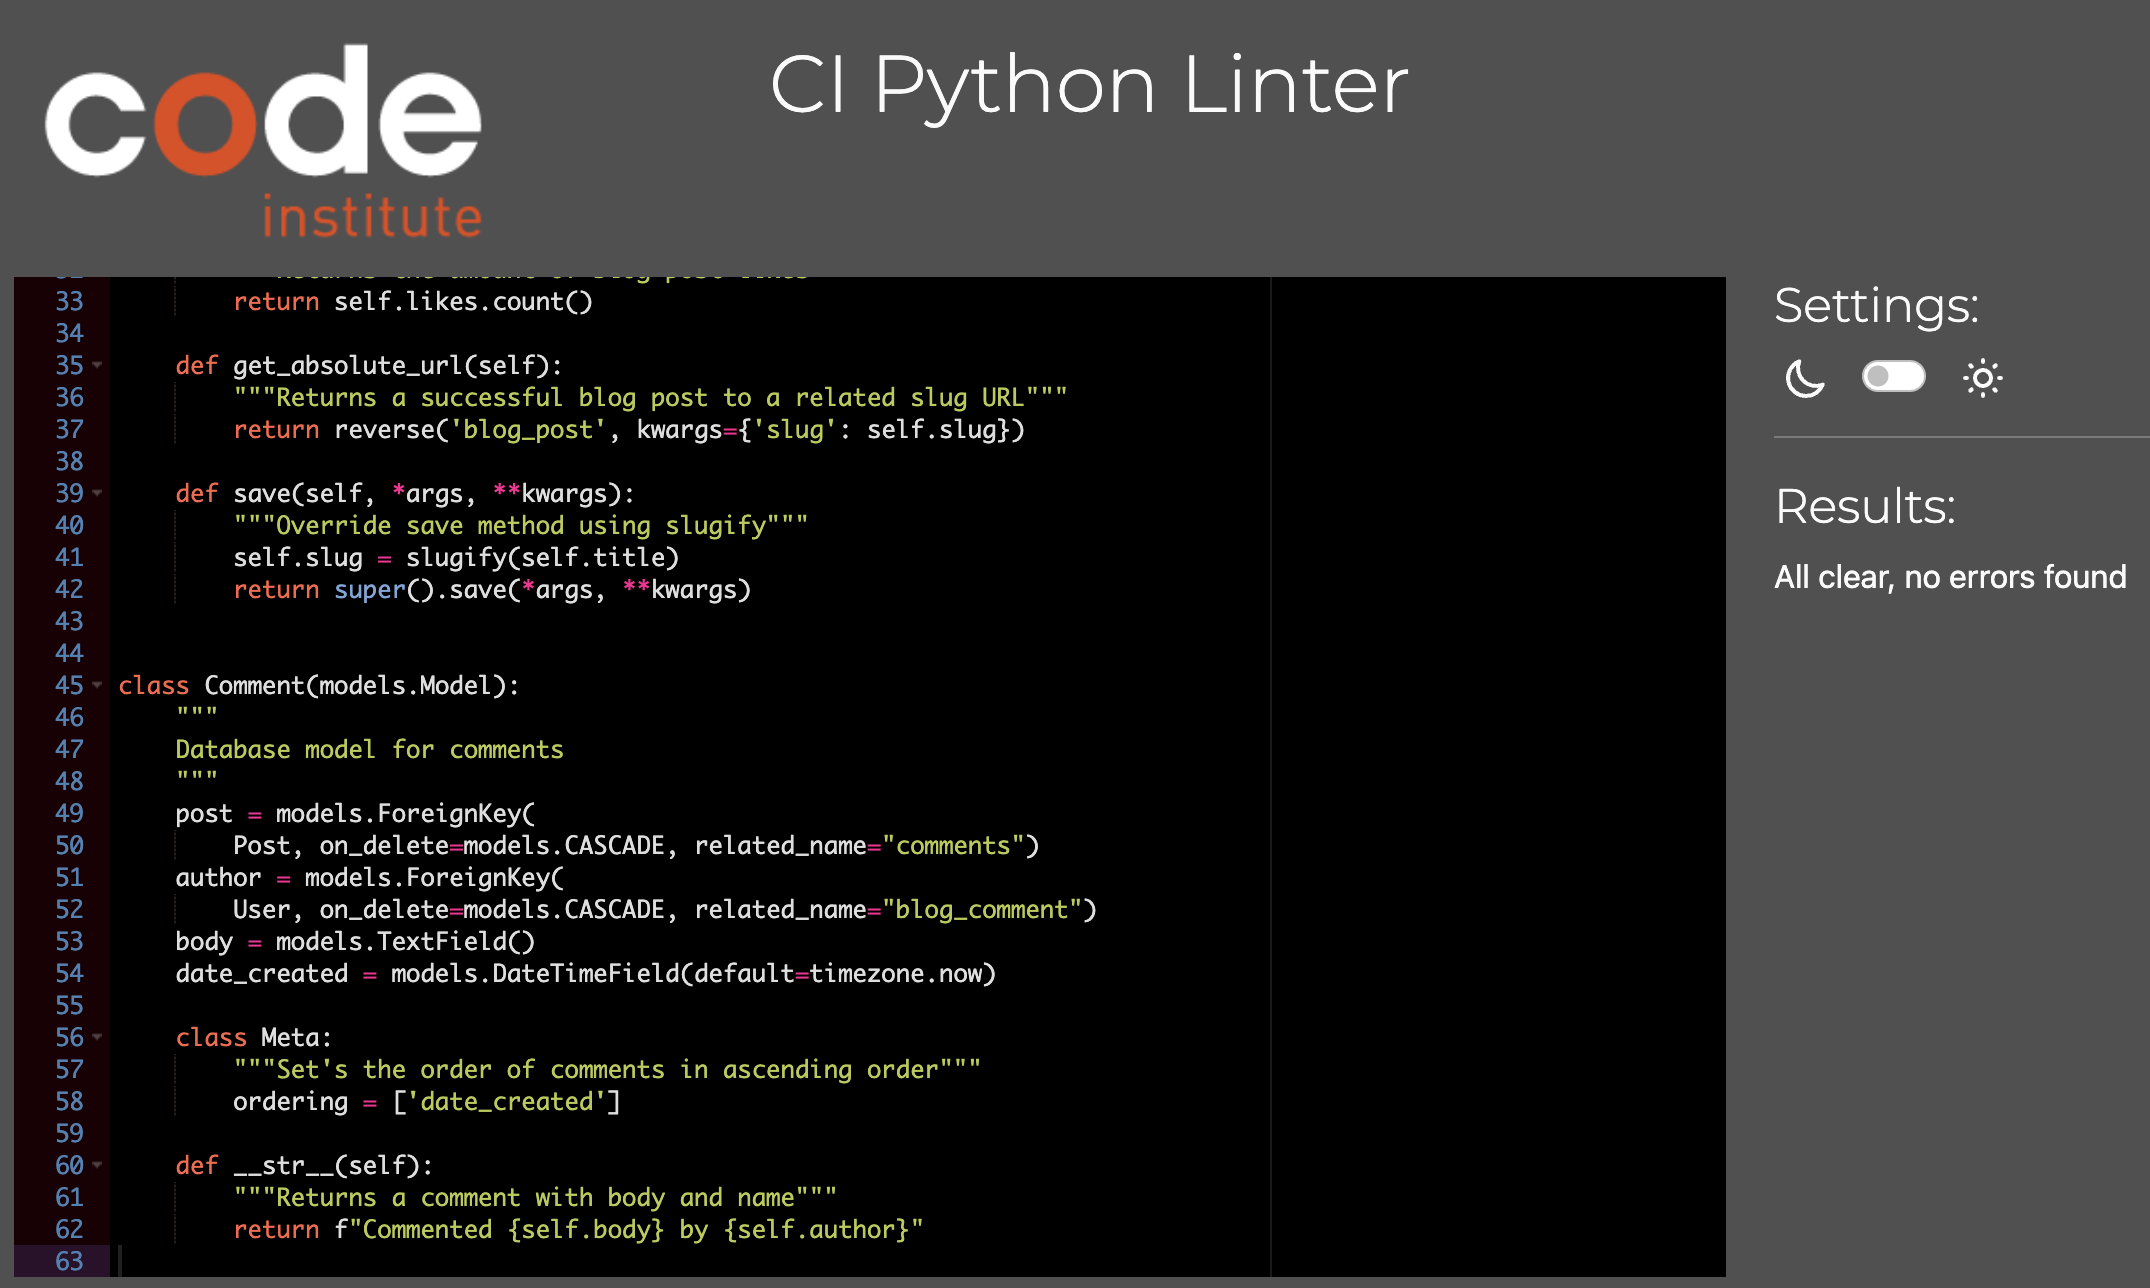 code
institute
CI Python Linter
33 return self.likes.count()
34
35 def get_absolute_url(self):
36 """Returns a successful blog post to a related slug URL"""
37 return reverse('blog_post', kwargs={'slug': self.slug})
38
39 def save(self, *args, **kwargs):
40 """Override save method using slugify"""
41 self.slug = slugify(self.title)
42 return super().save(*args, **kwargs)
43
44
45 class Comment(models.Model):
46 """
47 Database model for comments
48 """
49 post = models.ForeignKey(
50 Post, on_delete=models.CASCADE, related_name="comments")
51 author = models.ForeignKey(
52 User, on_delete=models.CASCADE, related_name="blog_comment")
53 body = models.TextField()
54 date_created = models.DateTimeField(default=timezone.now)
55
56 class Meta:
57 """Set's the order of comments in ascending order"""
58 ordering = ['date_created']
59
60 def __str__(self):
61 """Returns a comment with body and name"""
62 return f"Commented {self.body} by {self.author}"
63
Settings:
Results:
All clear, no errors found